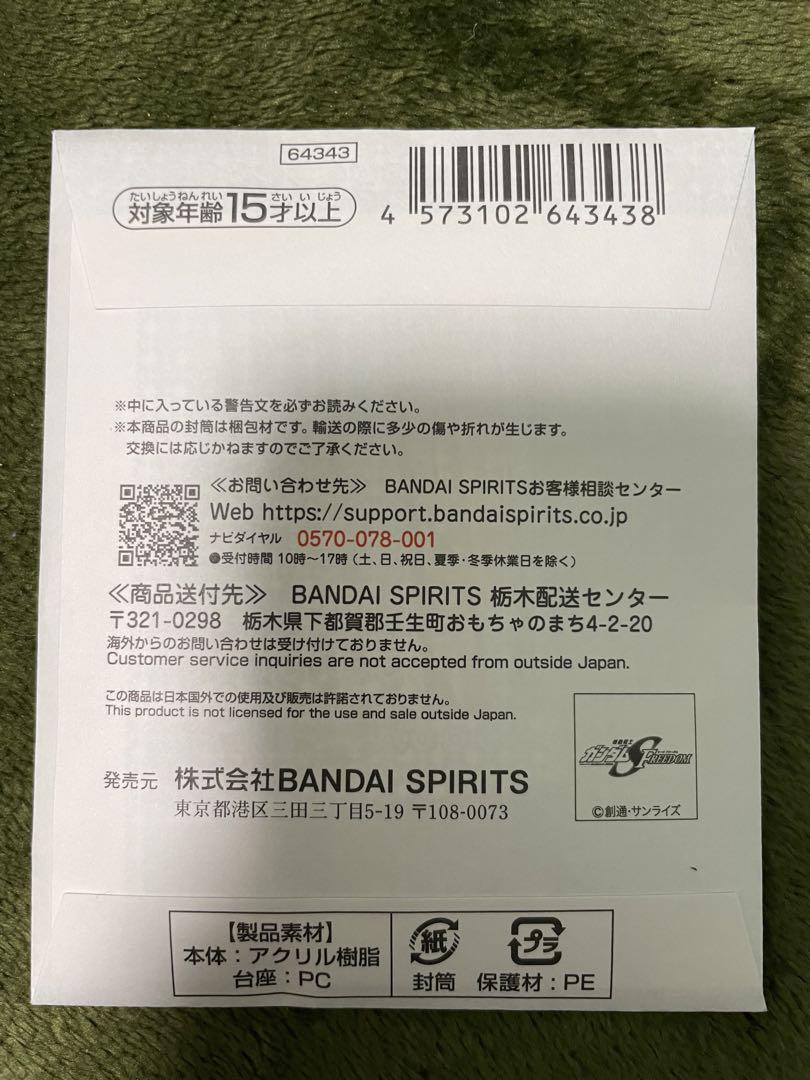 64343
たいしょうねんれい さいいじょう
対象年齢15才以上
4 573102 643438
※中に入っている警告文を必ずお読みください。
※本商品の封筒は梱包材です。輸送の際に多少の傷や折れが生じます。
交換には応じかねますのでご了承ください。
≪お問い合わせ先≫ BANDAI SPIRITSお客様相談センター
Web https://support.bandaispirits.co.jp
ナビダイヤル 0570-078-001
●受付時間 10時～17時（土、日、祝日、夏季・冬季休業日を除く）
≪商品送付先≫ BANDAI SPIRITS 栃木配送センター
〒321-0298 栃木県下都賀郡壬生町おもちゃのまち4-2-20
海外からのお問い合わせは受け付けておりません。
Customer service inquiries are not accepted from outside Japan.
この商品は日本国外での使用及び販売は許諾されておりません。
This product is not licensed for the use and sale outside Japan.
機動戦士
ガンダムSEED FREEDOM
©創通・サンライズ
発売元 株式会社BANDAI SPIRITS
東京都港区三田三丁目5-19 〒108-0073
【製品素材】
本体：アクリル樹脂
台座：PC
紙
封筒
プラ
保護材：PE